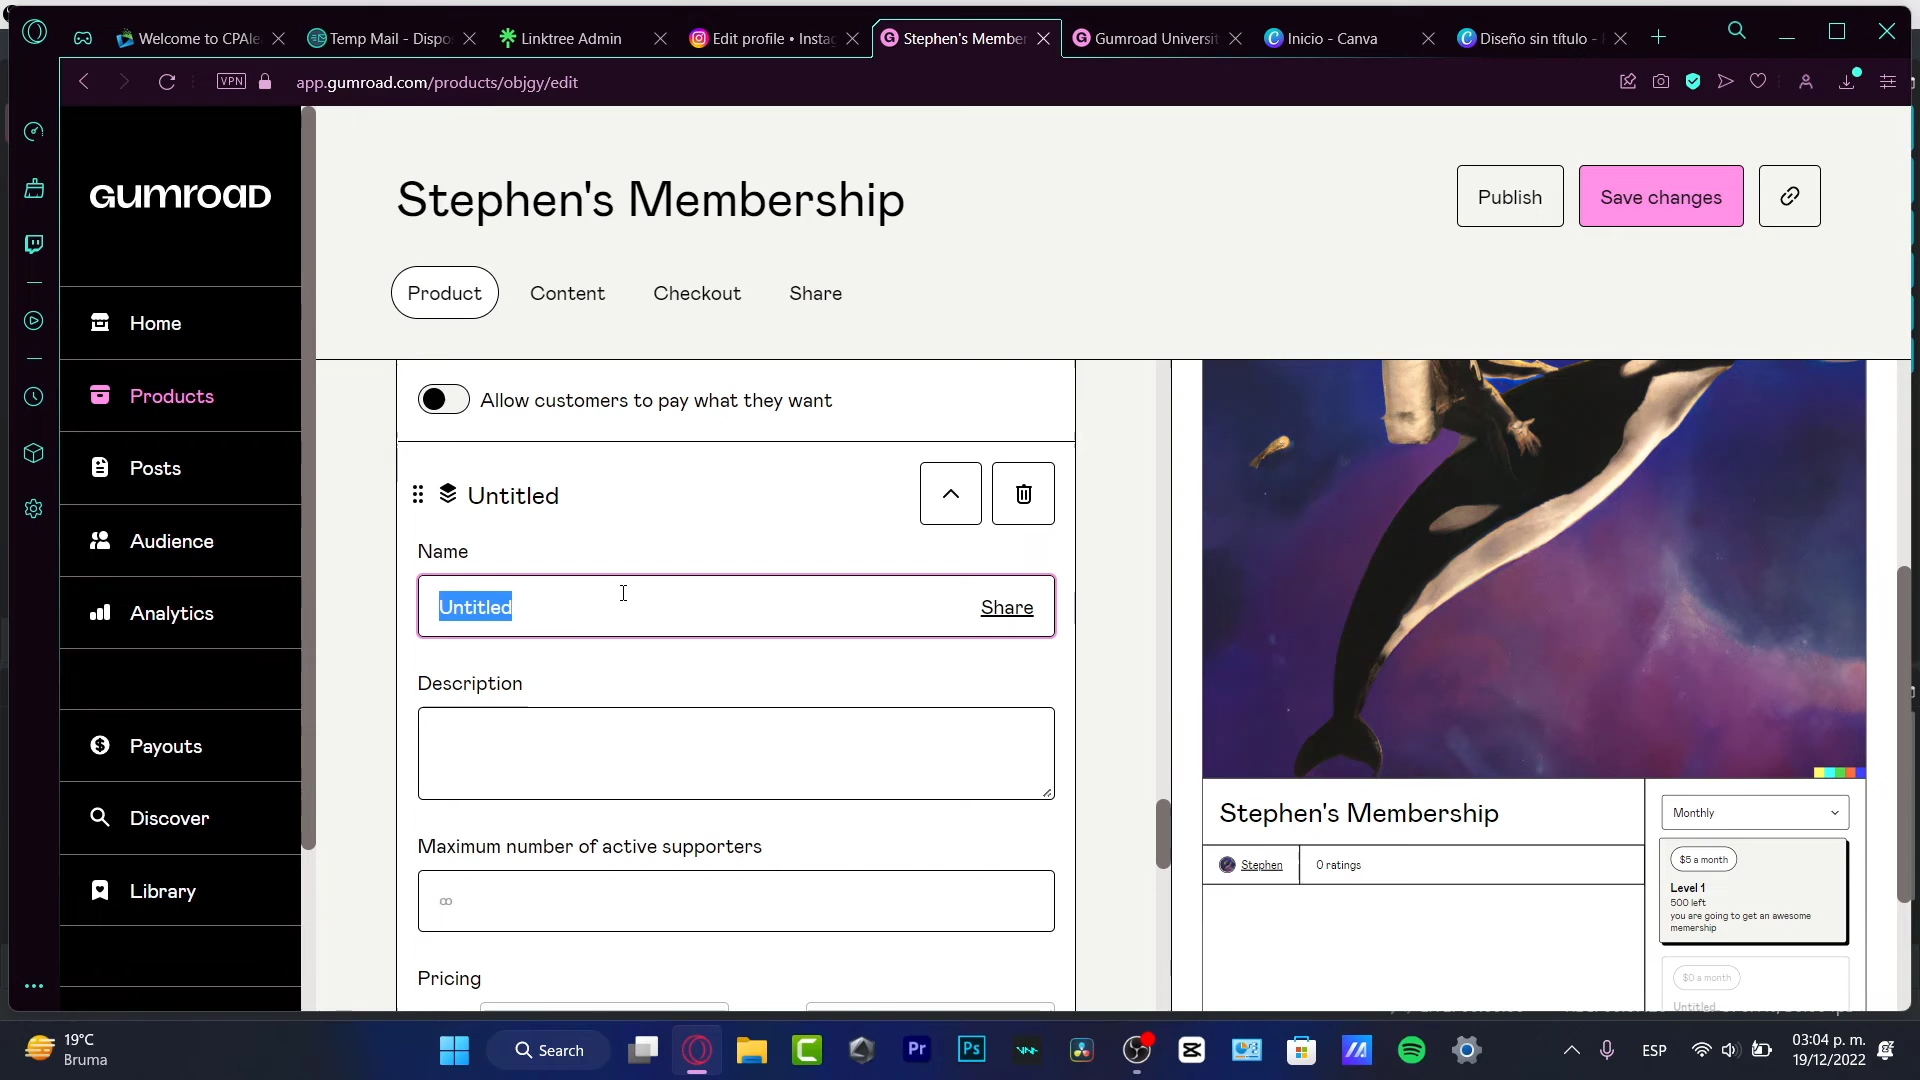 Welcome to CPAle
Temp Mail - Dispo
Linktree Admin
Edit profile • Insta
Stephen's Member
Gumroad Universit
Inicio - Canva
Diseño sin título -
VPN
app.gumroad.com/products/objgy/edit
GUMROAD
Home
Products
Posts
Audience
Analytics
Payouts
Discover
Library
Stephen's Membership
Publish
Save changes
Product
Content
Checkout
Share
Allow customers to pay what they want
Untitled
Name
Untitled
Share
Description
Maximum number of active supporters
∞
Pricing
Stephen's Membership
Stephen
0 ratings
Monthly
$5 a month
Level 1
500 left
you are going to get an awesome
memership
$0 a month
Untitled
19°C
Bruma
Search
Pr
Ps
ESP
03:04 p. m.
19/12/2022